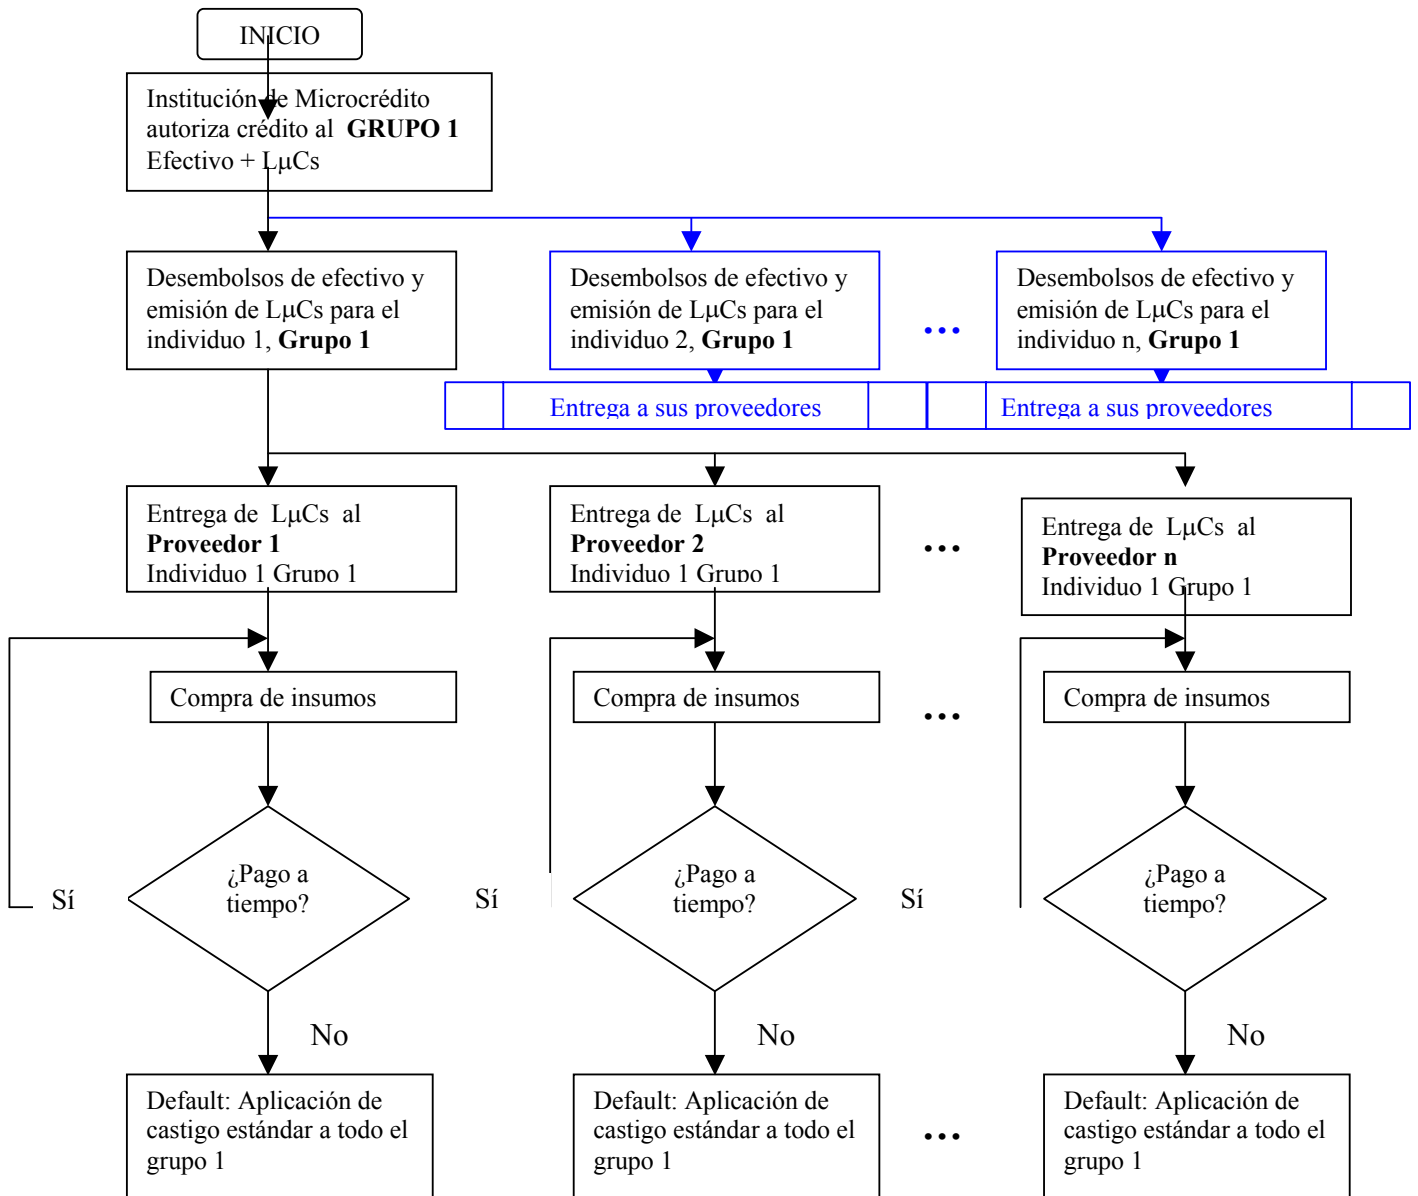 INICIO
Institución de Microcrédito
autoriza crédito al GRUPO 1
Efectivo + LμCs
Desembolsos de efectivo y
emisión de LμCs para el
individuo 1, Grupo 1
Desembolsos de efectivo y
emisión de LμCs para el
individuo 2, Grupo 1
...
Desembolsos de efectivo y
emisión de LμCs para el
individuo n, Grupo 1
Entrega a sus proveedores
Entrega a sus proveedores
Entrega de LμCs al
Proveedor 1
Individuo 1 Grupo 1
Entrega de LμCs al
Proveedor 2
Individuo 1 Grupo 1
...
Entrega de LμCs al
Proveedor n
Individuo 1 Grupo 1
Compra de insumos
Compra de insumos
...
Compra de insumos
Sí
¿Pago a
tiempo?
Sí
¿Pago a
tiempo?
Sí
¿Pago a
tiempo?
No
No
No
Default: Aplicación de
castigo estándar a todo el
grupo 1
Default: Aplicación de
castigo estándar a todo el
grupo 1
...
Default: Aplicación de
castigo estándar a todo el
grupo 1